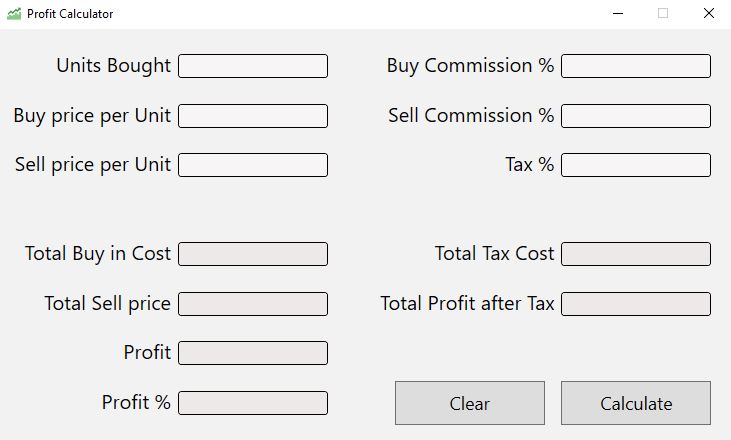 Profit Calculator
Units Bought
Buy Commission %
Buy price per Unit
Sell Commission %
Sell price per Unit
Tax %
Total Buy in Cost
Total Tax Cost
Total Sell price
Total Profit after Tax
Profit
Profit %
Clear
Calculate